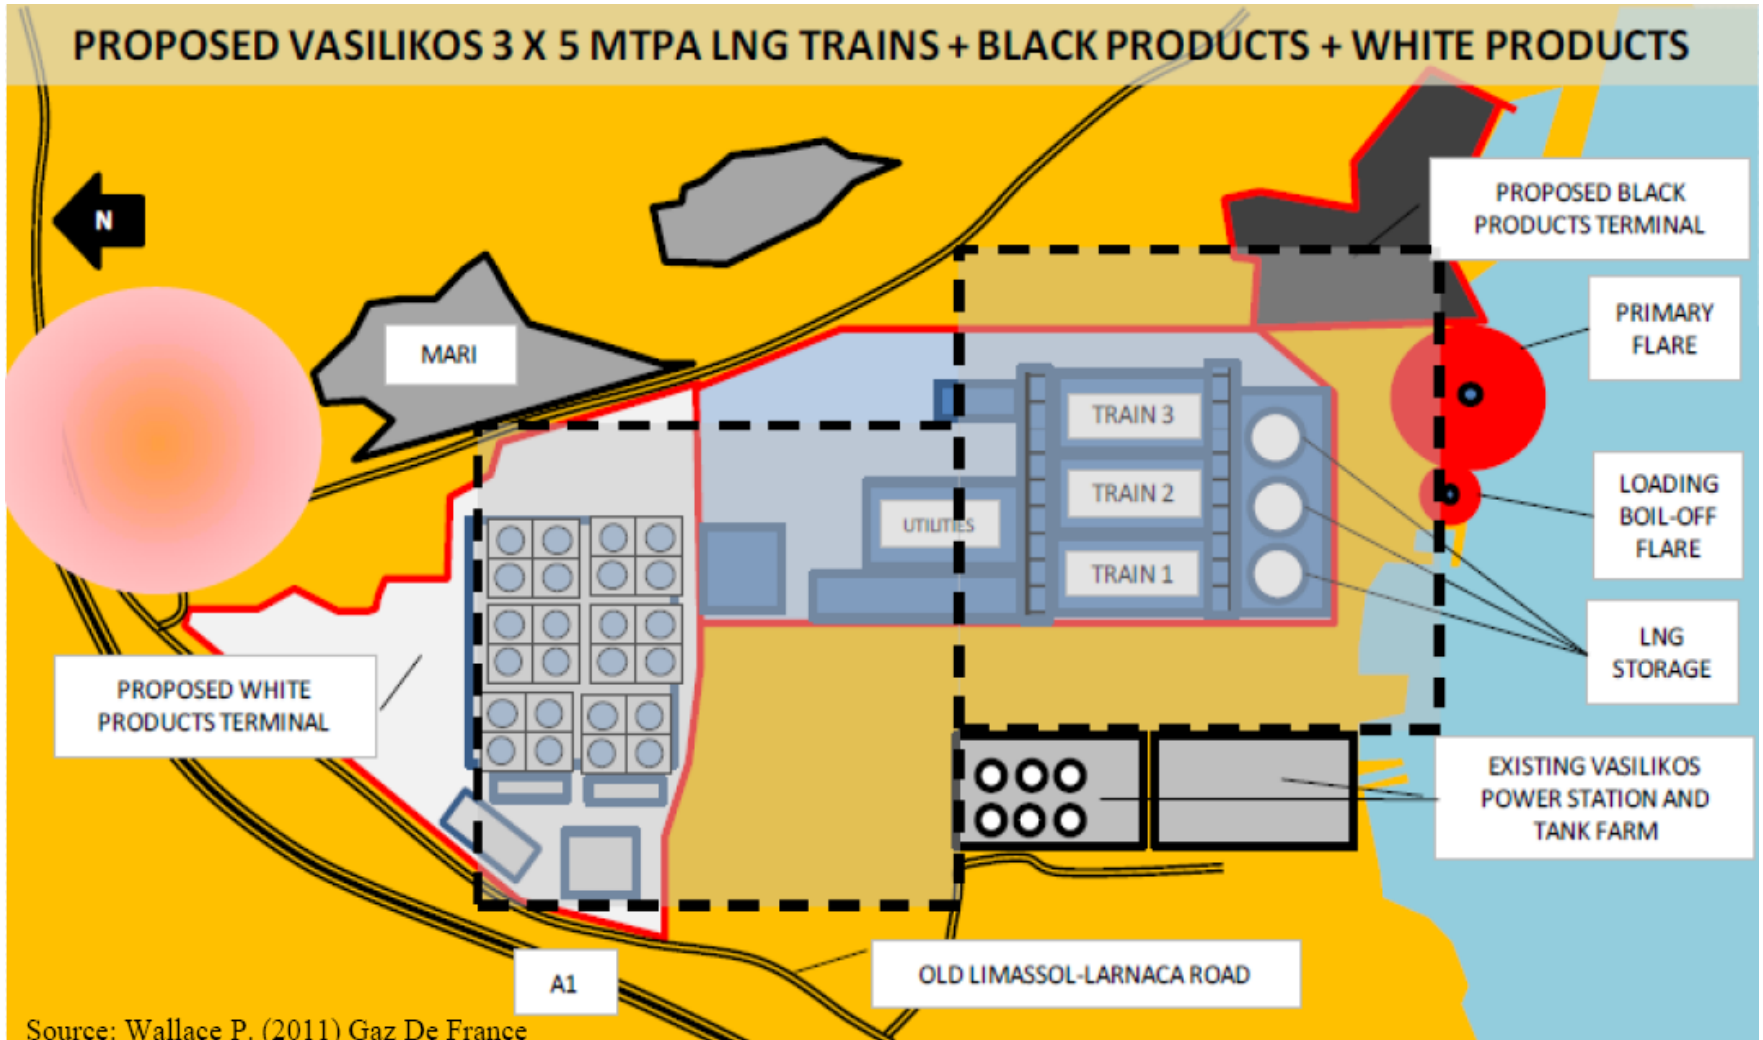 PROPOSED VASILIKOS 3 X 5 MTPA LNG TRAINS + BLACK PRODUCTS + WHITE PRODUCTS
N
PROPOSED BLACK
PRODUCTS TERMINAL
PRIMARY
FLARE
MARI
TRAIN 3
TRAIN 2
UTILITIES
TRAIN 1
LOADING
BOIL-OFF
FLARE
LNG
STORAGE
PROPOSED WHITE
PRODUCTS TERMINAL
EXISTING VASILIKOS
POWER STATION AND
TANK FARM
A1
OLD LIMASSOL-LARNACA ROAD
Source: Wallace P. (2011) Gaz De France